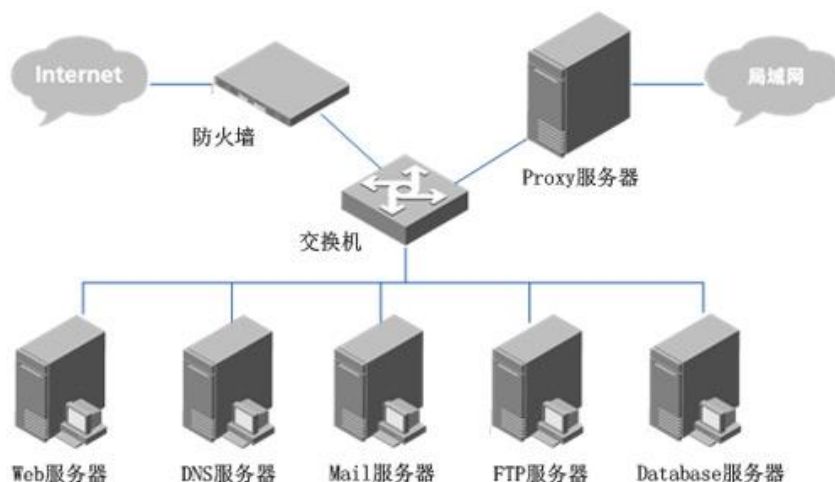 Internet
局域网
防火墙
Proxy服务器
交换机
Web服务器
DNS服务器
Mail服务器
FTP服务器
Database服务器